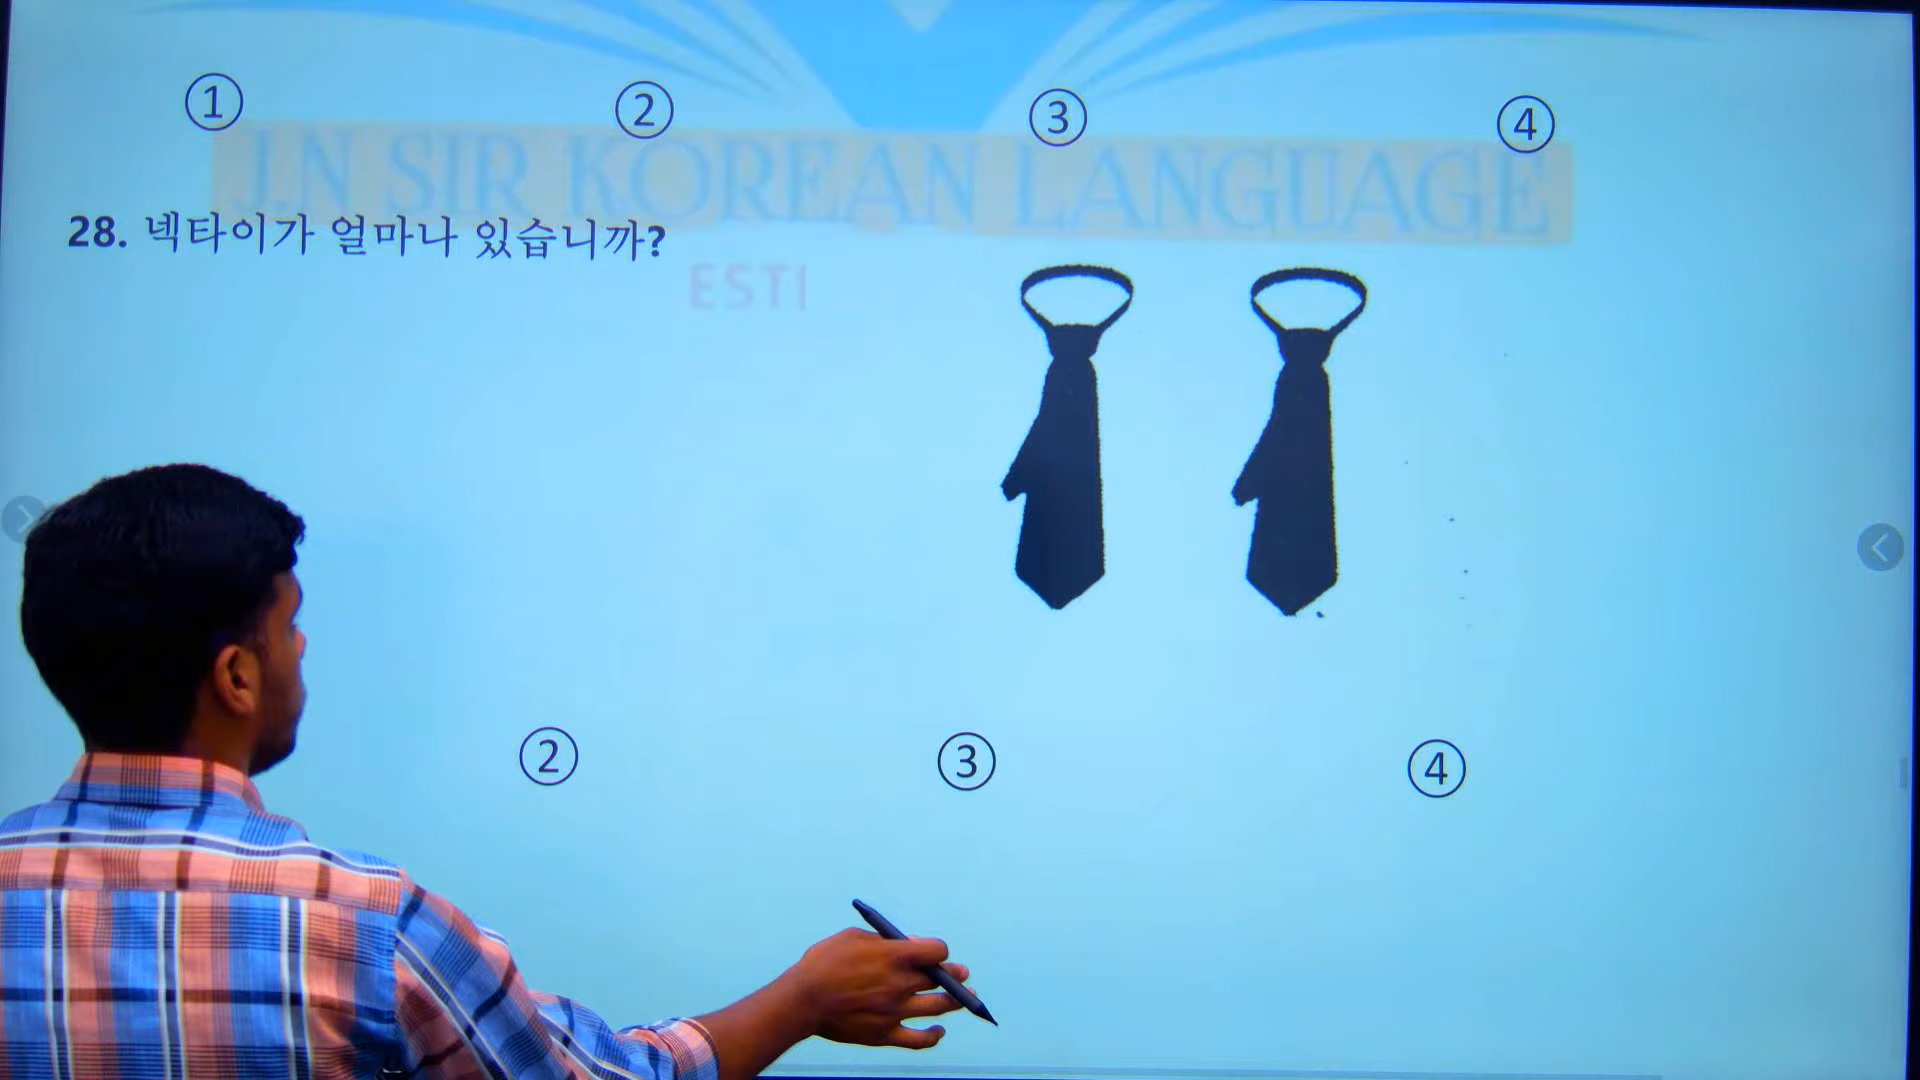 ① ② ③ ④
J.N SIR KOREAN LANGUAGE
28. 넥타이가 얼마나 있습니까?
ESTI
② ③ ④